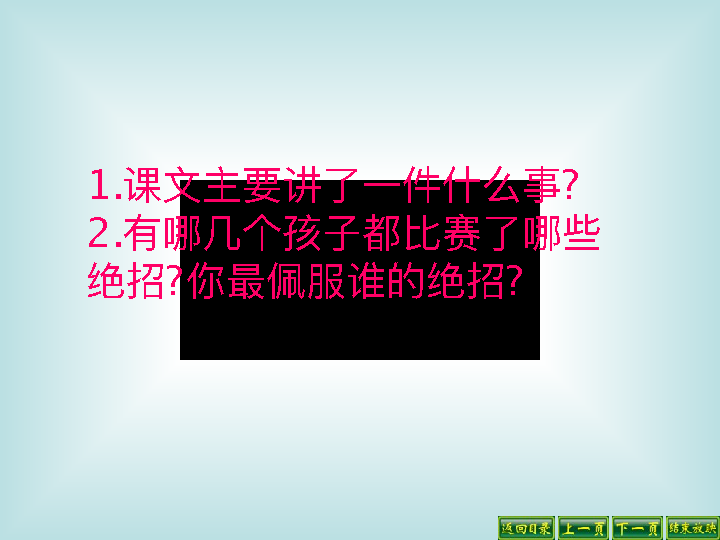 1.课文主要讲了一件什么事?
2.有哪几个孩子都比赛了哪些
绝招?你最佩服谁的绝招?
返回目录 上一页 下一页 结束放映